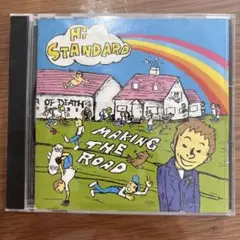 Hi-
STANDARD
OF DEATH
MAKING
THE
ROAD